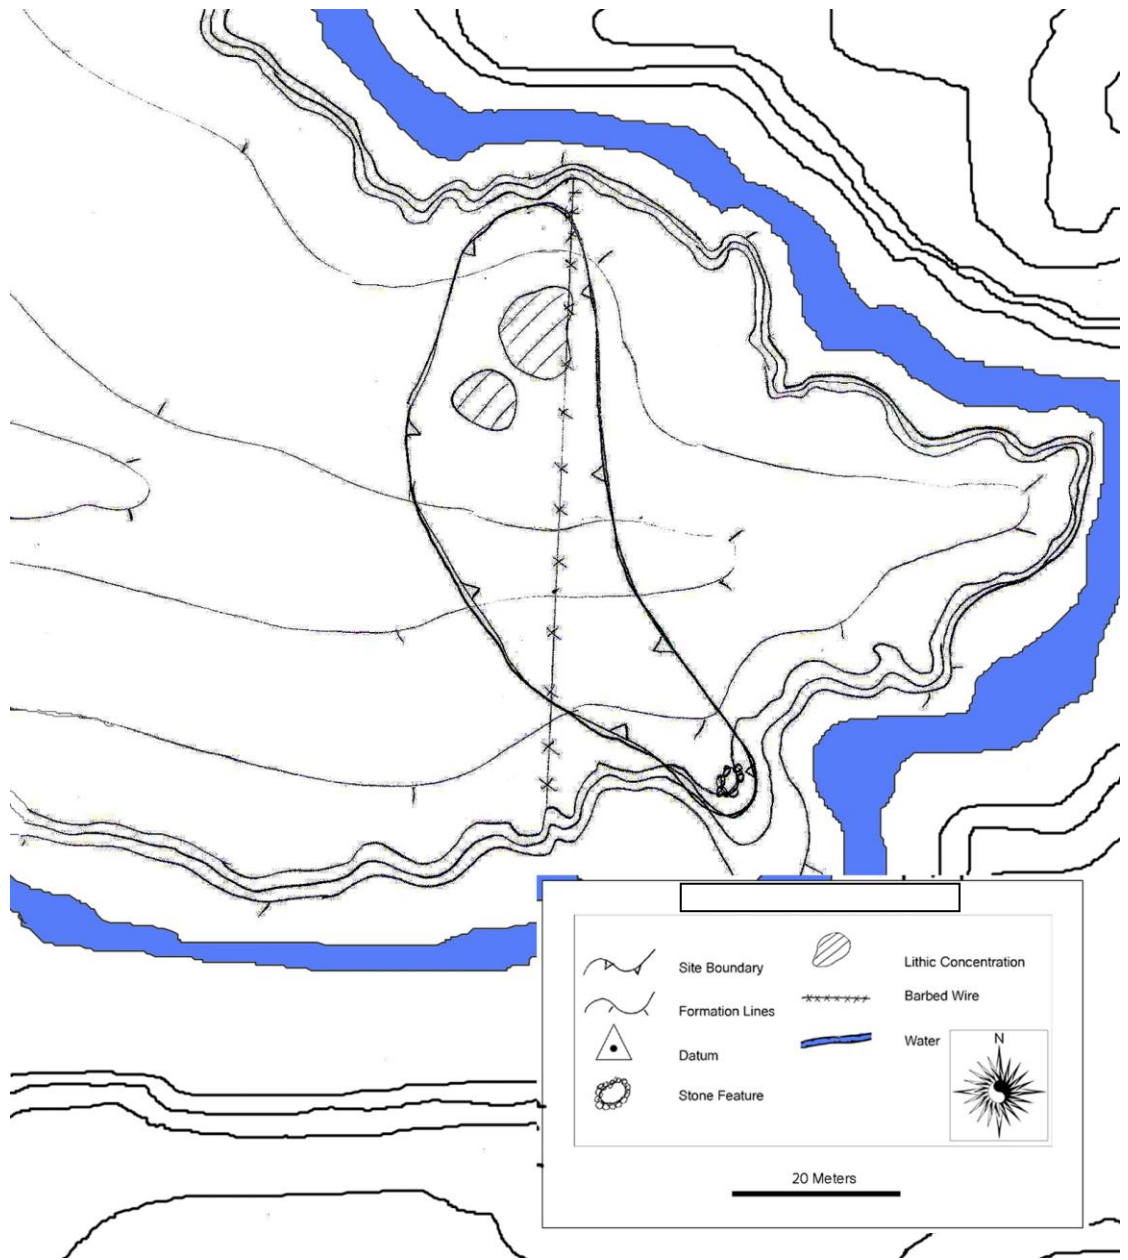 Site Boundary
Formation Lines
Datum
Stone Feature
Lithic Concentration
Barbed Wire
Water
N
20 Meters